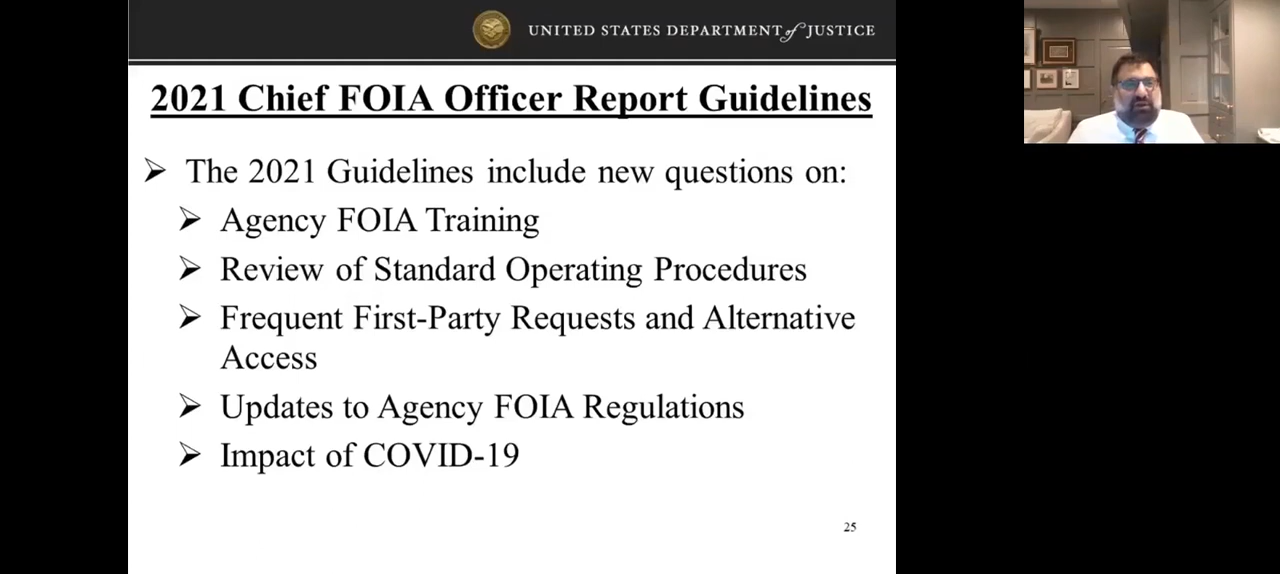 UNITED STATES DEPARTMENT of JUSTICE
2021 Chief FOIA Officer Report Guidelines
➢ The 2021 Guidelines include new questions on:
➢ Agency FOIA Training
➢ Review of Standard Operating Procedures
➢ Frequent First-Party Requests and Alternative
Access
➢ Updates to Agency FOIA Regulations
➢ Impact of COVID-19
25